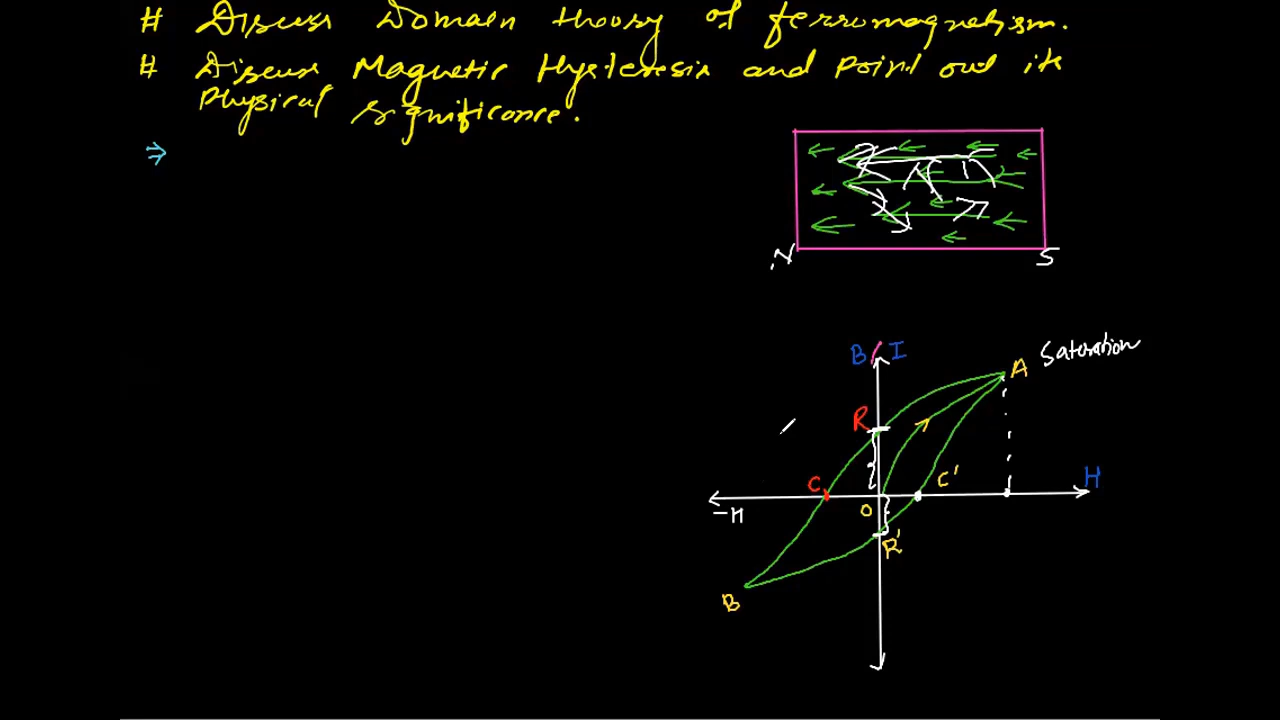 # Discuss Domain theory of ferromagnetism.
# Discuss Magnetic Hysteresis and point out its
Physical significance.
⇒
N
S
B/I
Saturation
A
R
C
C'
H
-H
O
R'
B